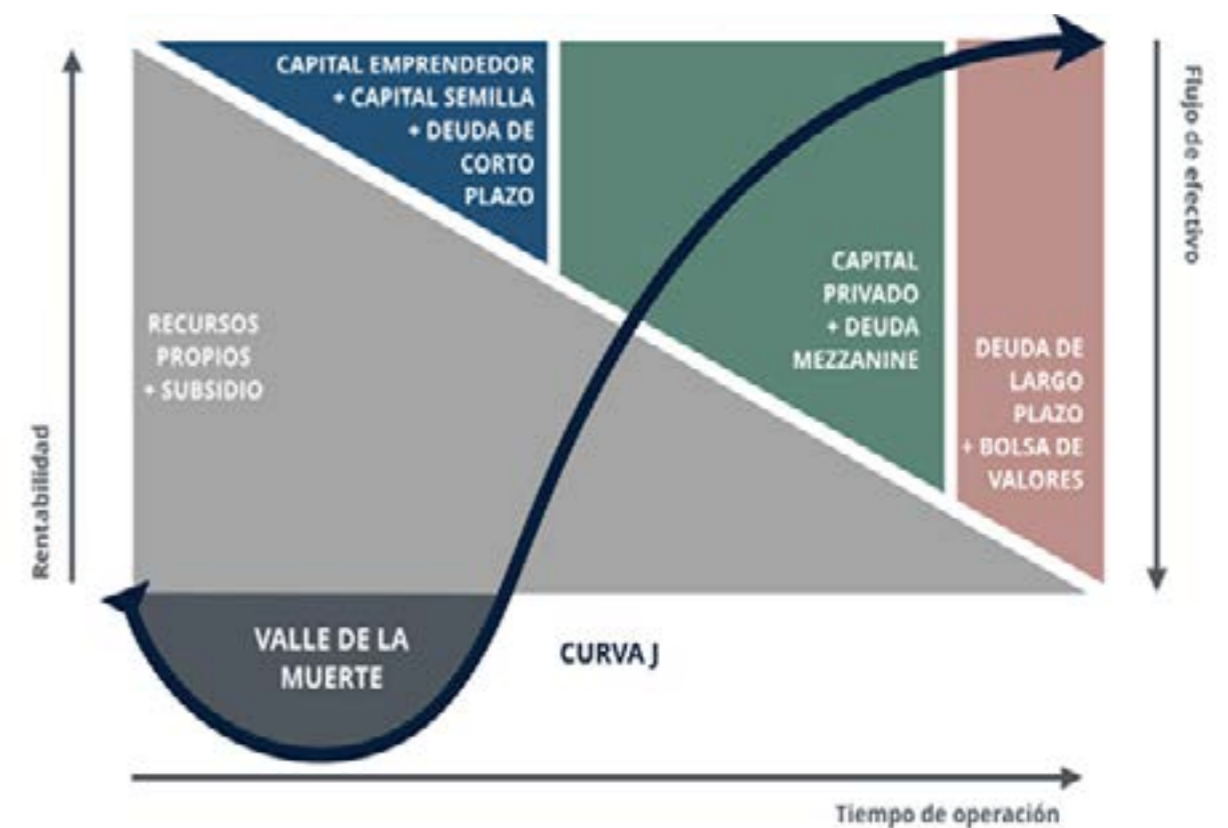 CAPITAL EMPRENDEDOR
+ CAPITAL SEMILLA
+ DEUDA DE
CORTO
PLAZO
RECURSOS
PROPIOS
+ SUBSIDIO
CAPITAL
PRIVADO
+ DEUDA
MEZZANINE
DEUDA DE
LARGO
PLAZO
+ BOLSA DE
VALORES
Flujo de efectivo
Rentabilidad
VALLE DE LA
MUERTE
CURVA J
Tiempo de operación